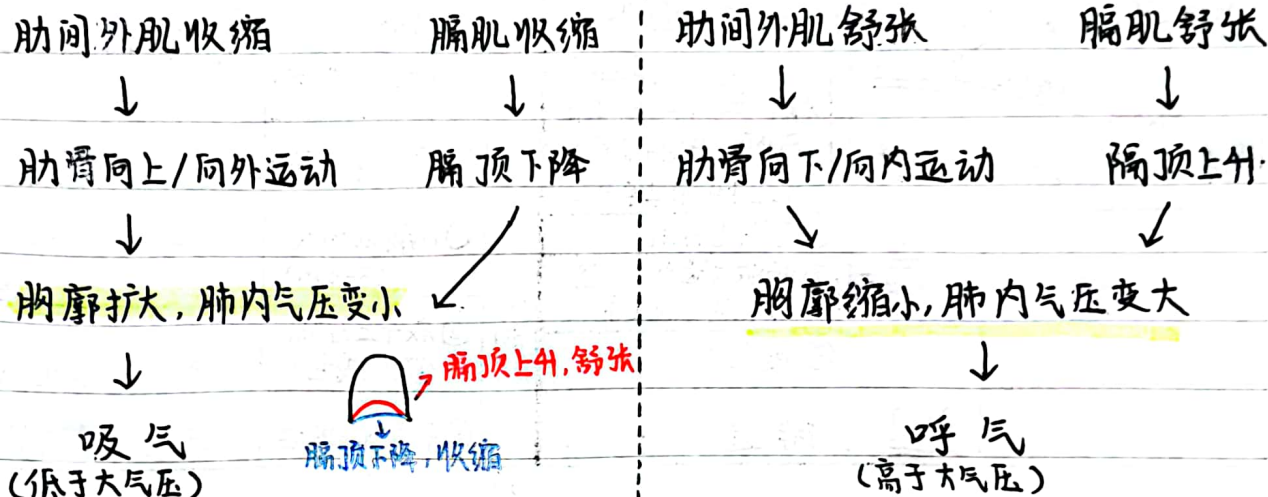 肋间外肌收缩 膈肌收缩
↓ ↓
肋骨向上/向外运动 膈顶下降
↓
胸廓扩大,肺内气压变小
↓
吸气
(低于大气压)
膈顶上升,舒张
膈顶下降,收缩
肋间外肌舒张 膈肌舒张
↓ ↓
肋骨向下/向内运动 隔顶上升
胸廓缩小,肺内气压变大
↓
呼气
(高于大气压)